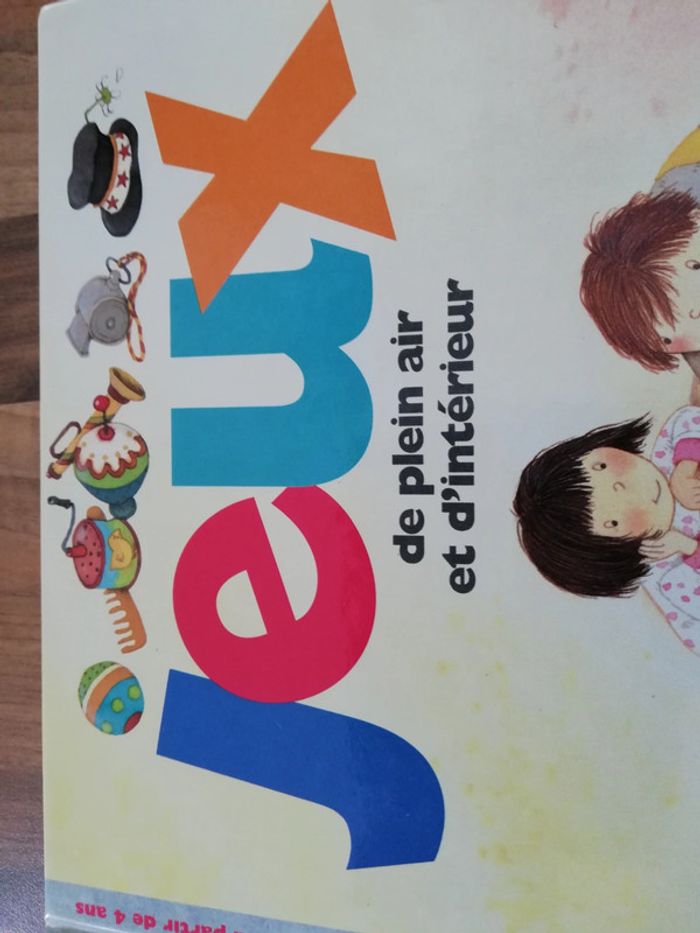 jeux
de plein air
et d'intérieur
partir de 4 ans